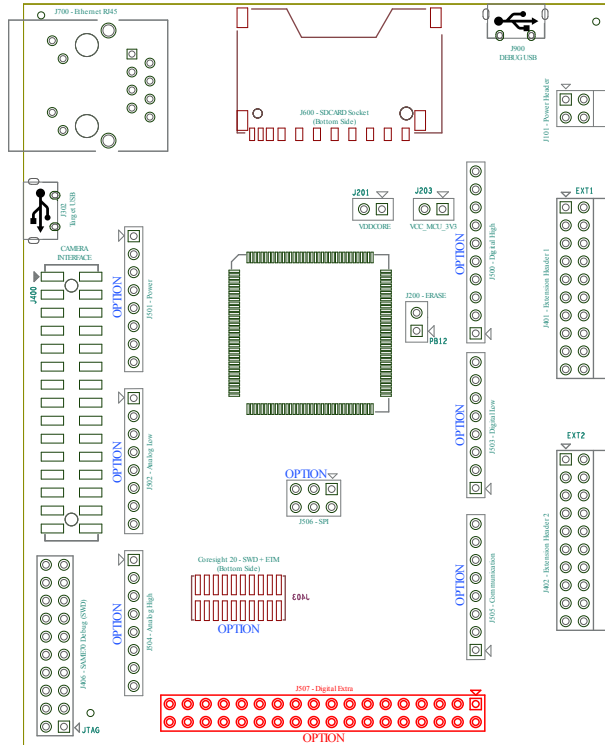 J700 - Ethernet RJ45
J600 - SDCARD Socket
(Bottom Side)
J900
DEBUG USB
J101 - Power Header
J302
Target USB
J201
VDDCORE
J203
VCC_MCU_3V3
OPTION
J500 - Digital High
EXT1
J401 - Extension Header 1
CAMERA
INTERFACE
J400
OPTION
J501 - Power
J200 - ERASE
PB12
OPTION
J502 - Analog Low
OPTION
J503 - Digital Low
EXT2
J402 - Extension Header 2
OPTION
J506 - SPI
Coresight 20 - SWD + ETM
(Bottom Side)
J403
OPTION
OPTION
J504 - Analog High
OPTION
J505 - Communication
J406 - SAME70 Debug (SWD)
JTAG
J507 - Digital Extra
OPTION